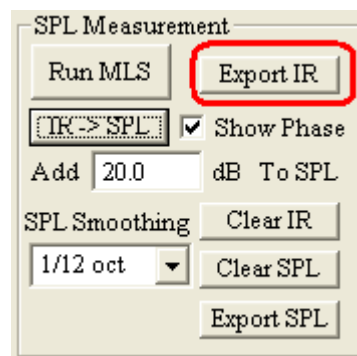 SPL Measurement
Run MLS Export IR
IR -> SPL Show Phase
Add 20.0 dB To SPL
SPL Smoothing Clear IR
1/12 oct Clear SPL
Export SPL